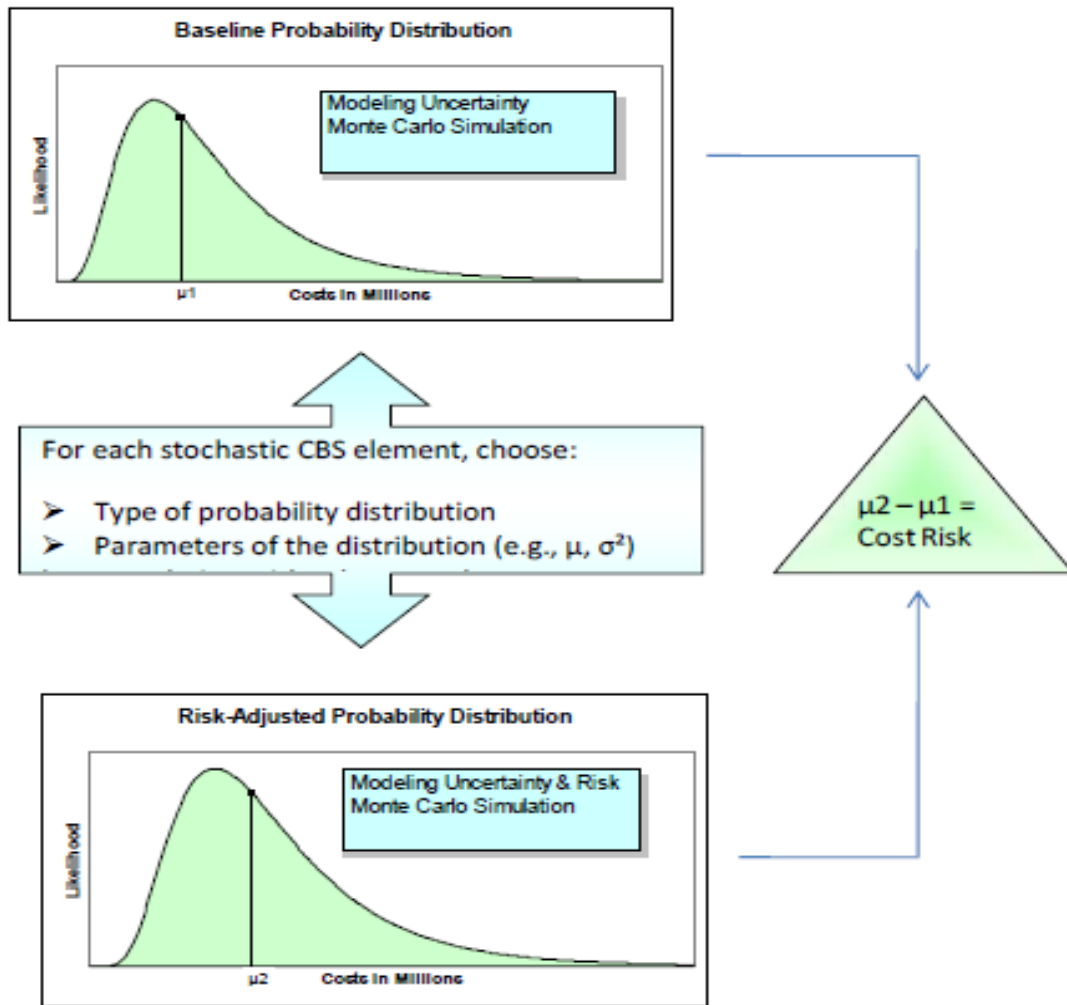 Baseline Probability Distribution
Modeling Uncertainty
Monte Carlo Simulation
Likelihood
µ1
Costs in Millions
For each stochastic CBS element, choose:
➢ Type of probability distribution
➢ Parameters of the distribution (e.g., µ, σ²)
µ2 – µ1 =
Cost Risk
Risk-Adjusted Probability Distribution
Modeling Uncertainty & Risk
Monte Carlo Simulation
Likelihood
µ2
Costs in Millions